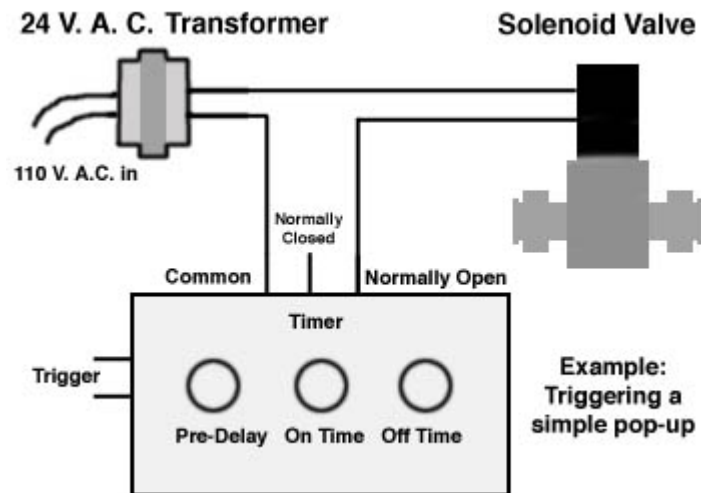 24 V. A. C. Transformer
Solenoid Valve
110 V. A.C. in
Normally
Closed
Common
Normally Open
Timer
Trigger
Pre-Delay
On Time
Off Time
Example:
Triggering a
simple pop-up